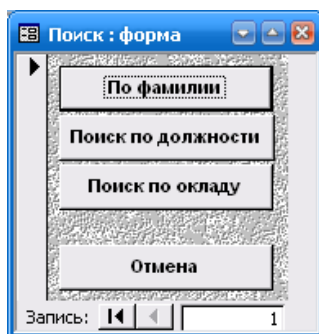 Поиск : форма
По фамилии
Поиск по должности
Поиск по окладу
Отмена
Запись: 1